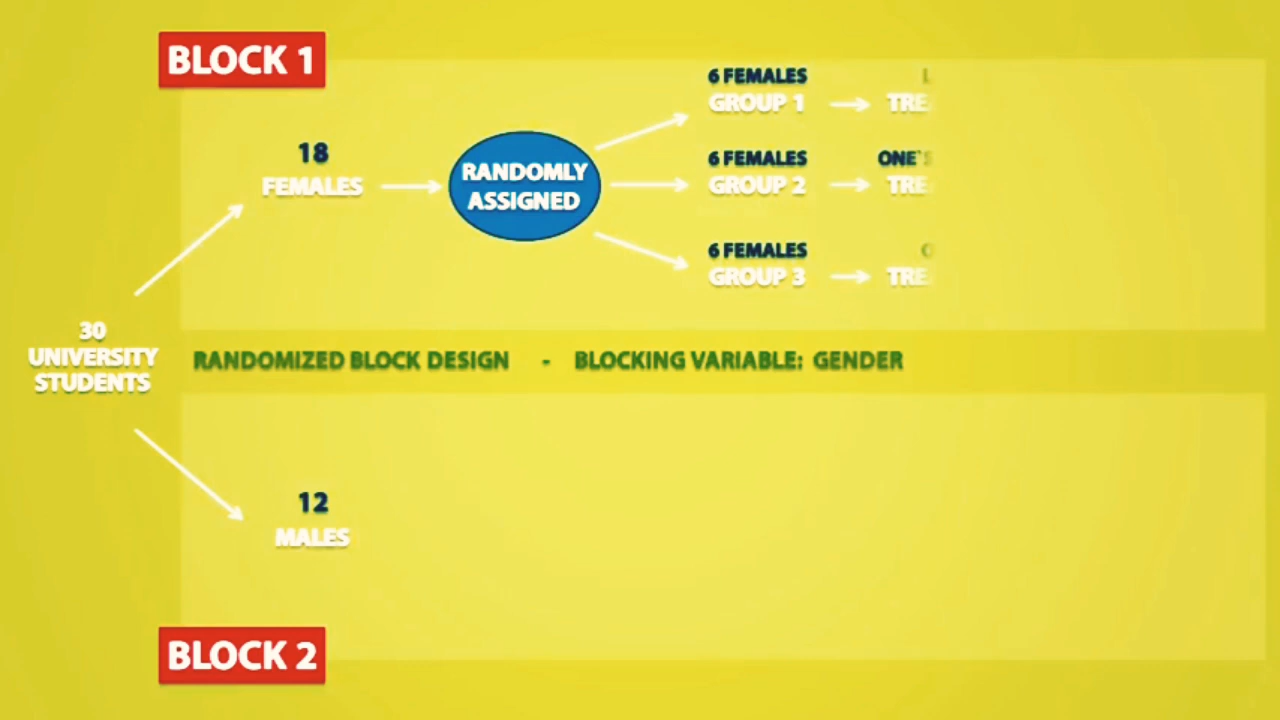 BLOCK 1
6 FEMALES
GROUP 1
18
FEMALES
RANDOMLY
ASSIGNED
6 FEMALES
GROUP 2
6 FEMALES
GROUP 3
30
UNIVERSITY
STUDENTS
RANDOMIZED BLOCK DESIGN - BLOCKING VARIABLE: GENDER
12
MALES
BLOCK 2